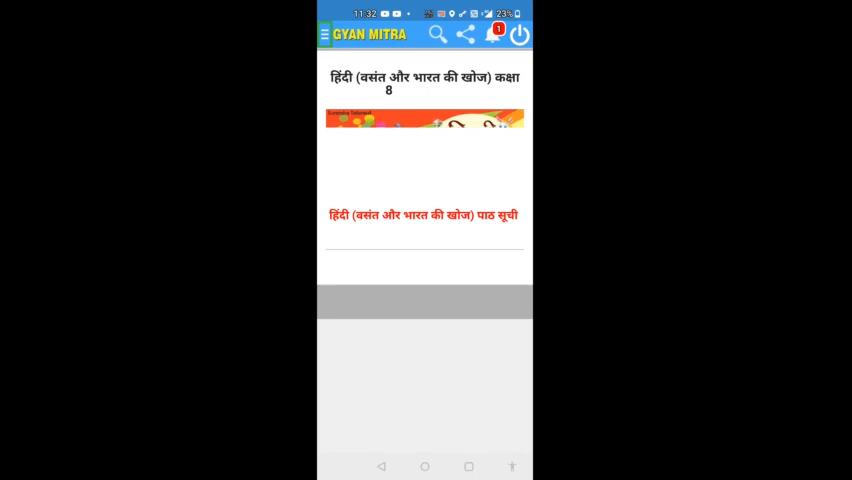 11:32
23%
GYAN MITRA
1
हिंदी (वसंत और भारत की खोज) कक्षा
8
हिंदी (वसंत और भारत की खोज) पाठ सूची